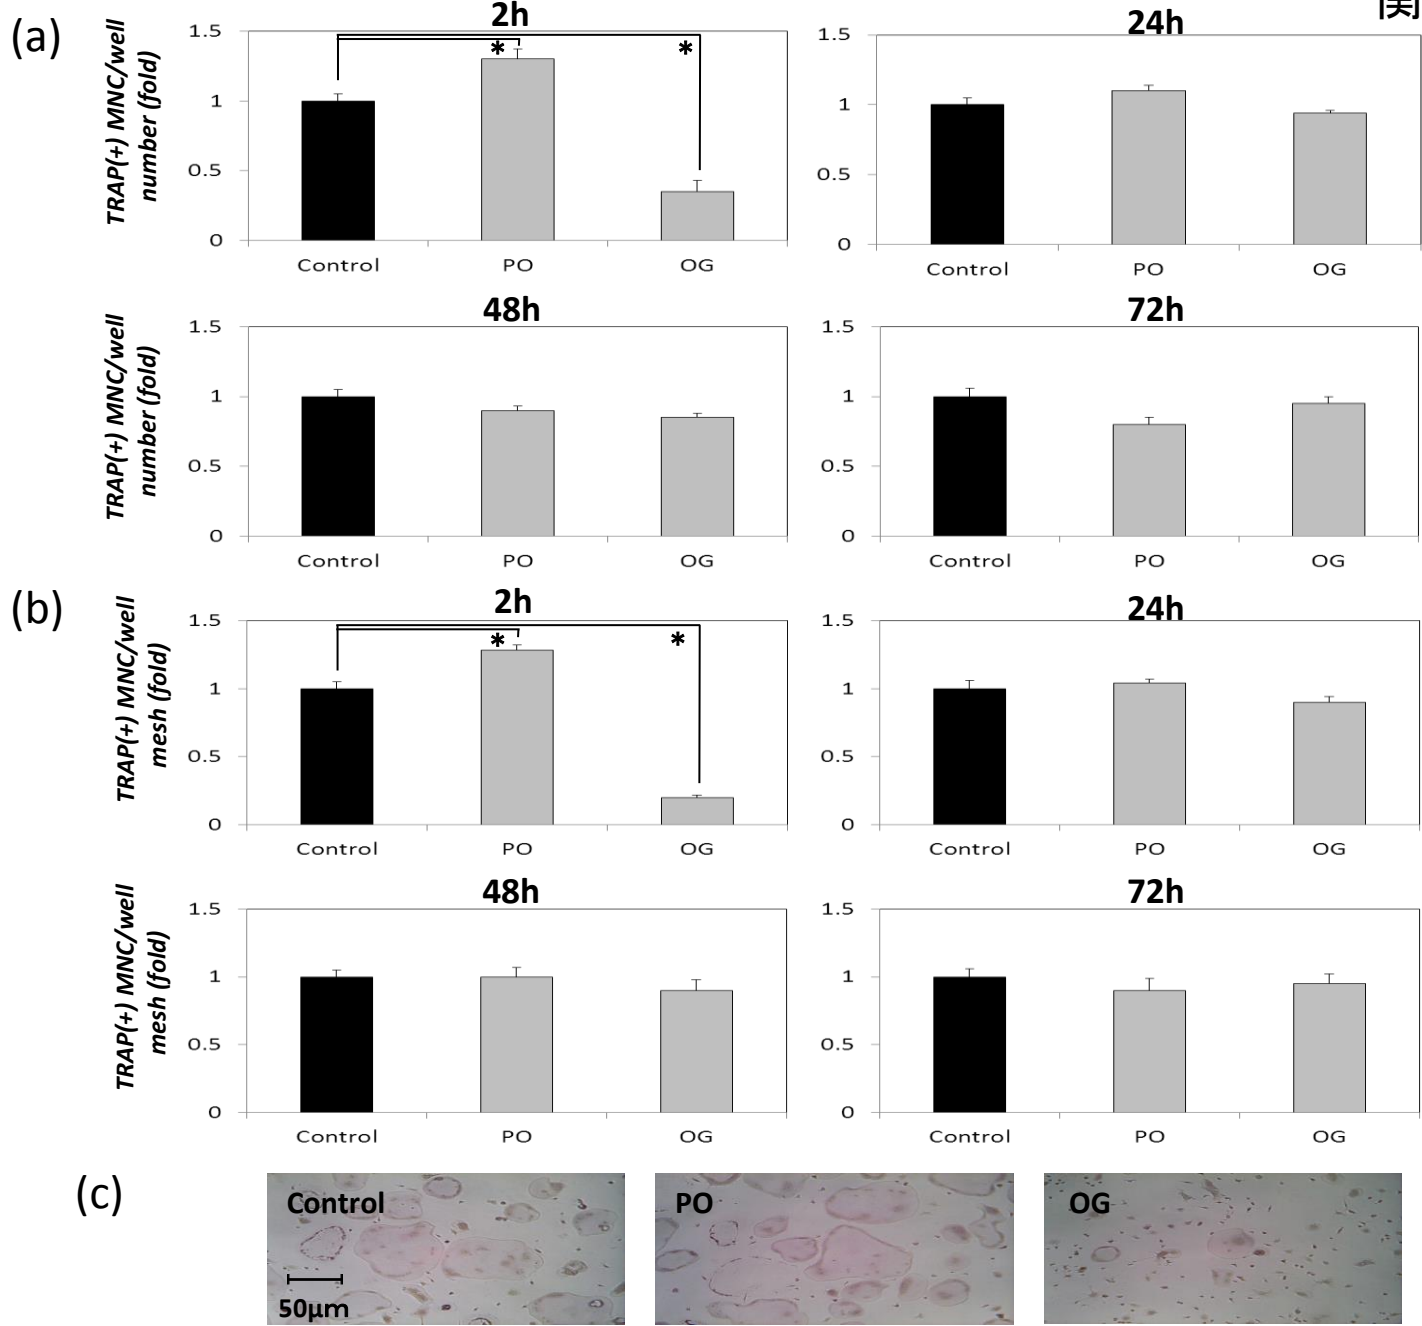 関
(a)
2h
TRAP(+) MNC/well
number (fold)
1.5
1
0.5
0
*
*
Control PO OG
24h
1.5
1
0.5
0
Control PO OG
48h
TRAP(+) MNC/well
number (fold)
1.5
1
0.5
0
Control PO OG
72h
1.5
1
0.5
0
Control PO OG
(b)
2h
TRAP(+) MNC/well
mesh (fold)
1.5
1
0.5
0
*
*
Control PO OG
24h
1.5
1
0.5
0
Control PO OG
48h
TRAP(+) MNC/well
mesh (fold)
1.5
1
0.5
0
Control PO OG
72h
1.5
1
0.5
0
Control PO OG
(c)
Control
50μm
PO
OG